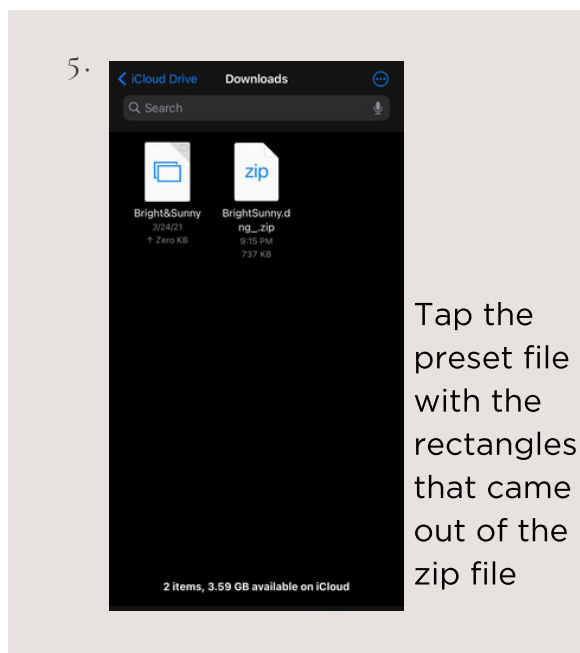 5.
iCloud Drive Downloads
Search
zip
Bright&Sunny BrightSunny.d
ng_.zip
3/24/21 9:15 PM
↑ Zero KB 737 KB
Tap the
preset file
with the
rectangles
that came
out of the
zip file
2 items, 3.59 GB available on iCloud